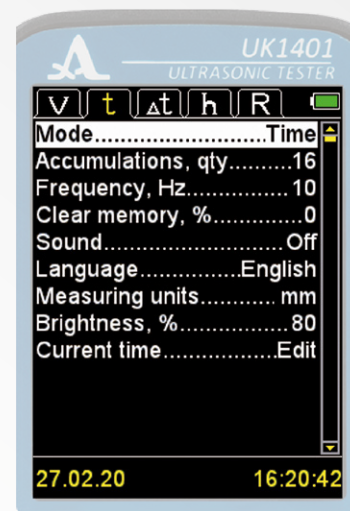 UK1401
ULTRASONIC TESTER
V t Δt h R
Mode...........................Time
Accumulations, qty..........16
Frequency, Hz................10
Clear memory, %..............0
Sound............................Off
Language................English
Measuring units............ mm
Brightness, %.................80
Current time..................Edit
27.02.20 16:20:42